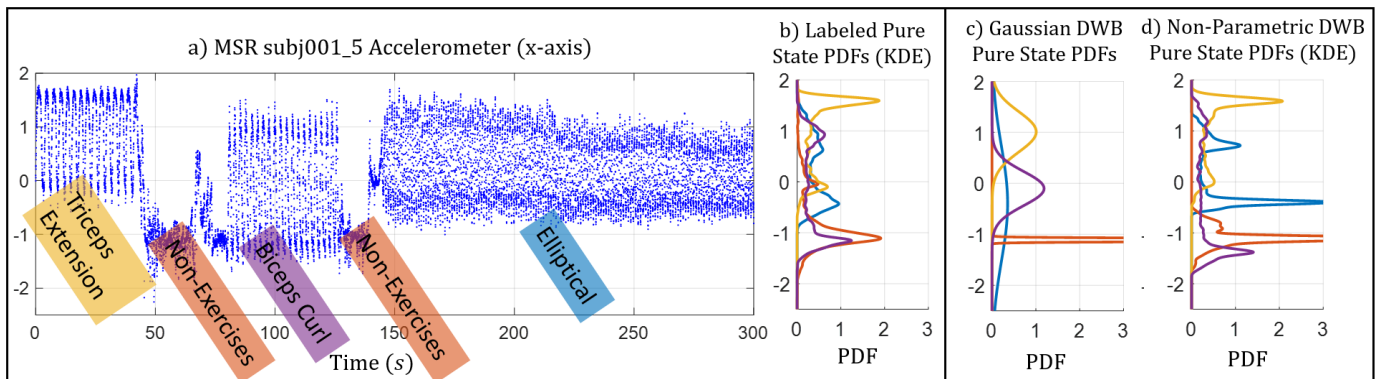 a) MSR subj001_5 Accelerometer (x-axis)
2
1
0
-1
-2
0
50
100
150
200
250
300
Time (s)
Triceps
Extension
Non-Exercises
Biceps Curl
Non-Exercises
Elliptical
b) Labeled Pure
State PDFs (KDE)
2
1
0
-1
-2
0
1
2
3
PDF
c) Gaussian DWB
Pure State PDFs
2
1
0
-1
-2
0
1
2
3
PDF
d) Non-Parametric DWB
Pure State PDFs (KDE)
2
1
0
-1
-2
0
1
2
3
PDF